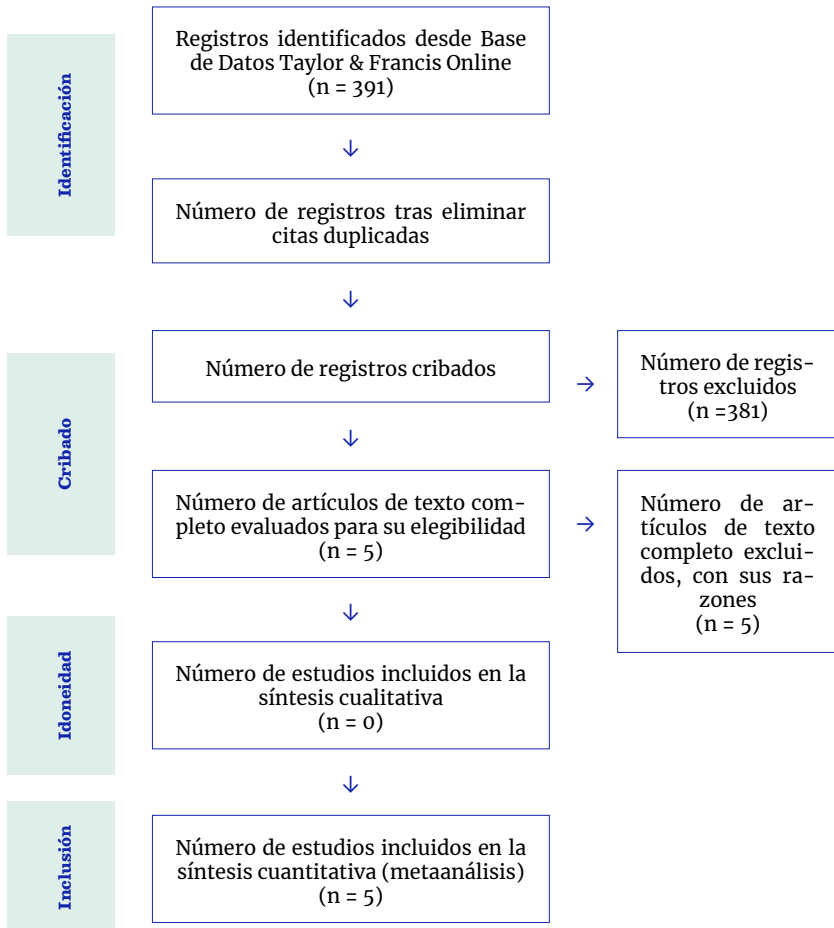 Identificación
Registros identificados desde Base
de Datos Taylor & Francis Online
(n = 391)
↓
Número de registros tras eliminar
citas duplicadas
↓
Cribado
Número de registros cribados
→
Número de regis-
tros excluidos
(n =381)
↓
Número de artículos de texto com-
pleto evaluados para su elegibilidad
(n = 5)
→
Número de ar-
tículos de texto
completo exclui-
dos, con sus ra-
zones
(n = 5)
↓
Idoneidad
Número de estudios incluidos en la
síntesis cualitativa
(n = 0)
↓
Inclusión
Número de estudios incluidos en la
síntesis cuantitativa (metaanálisis)
(n = 5)